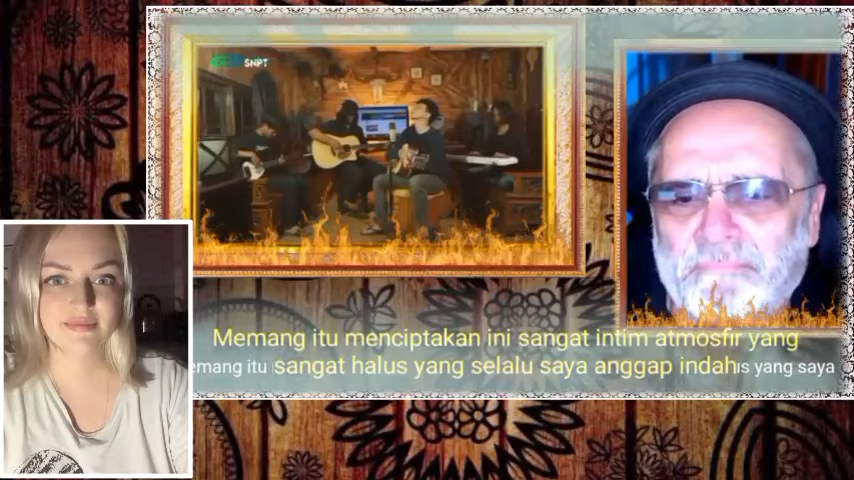 SNPT
Memang itu menciptakan ini sangat intim atmosfir yang
sangat halus yang selalu saya anggap indah
emang itu
yang saya